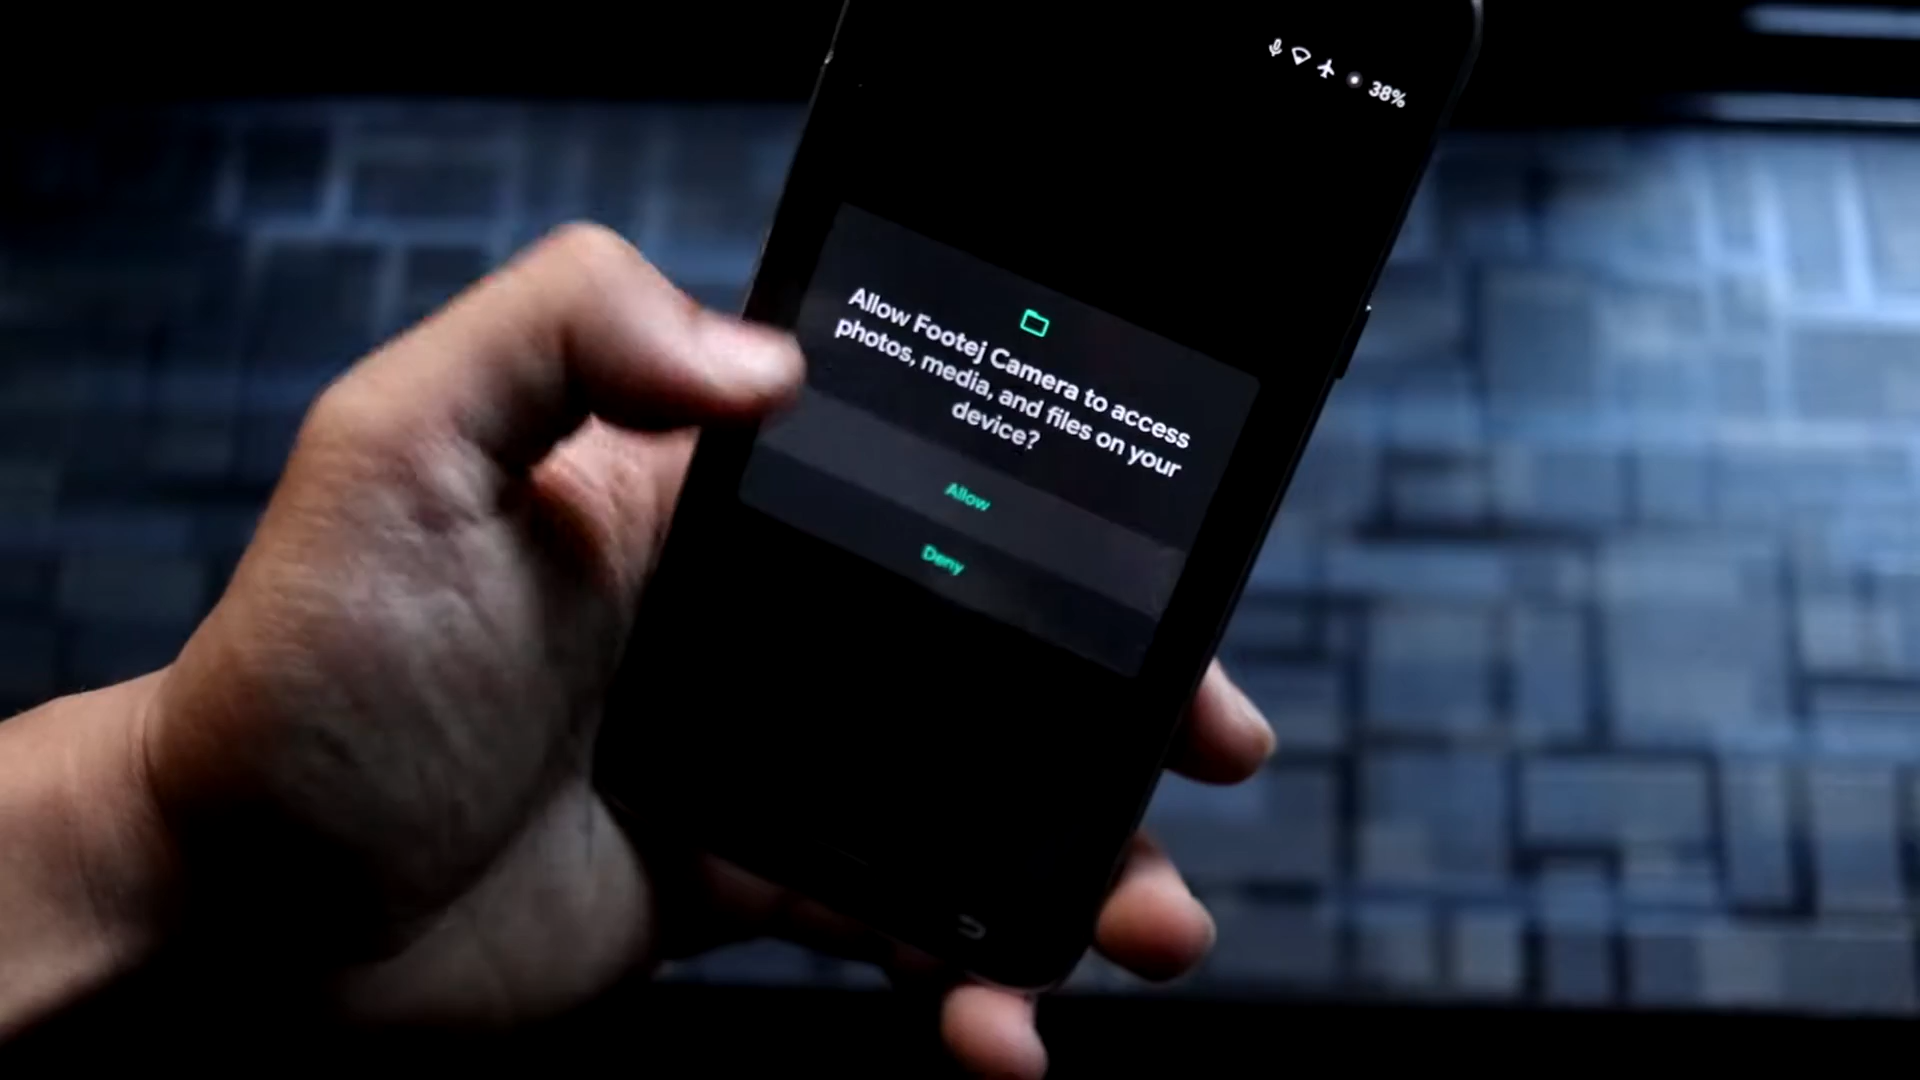 38%
Allow Footej Camera to access
photos, media, and files on your
device?
Allow
Deny